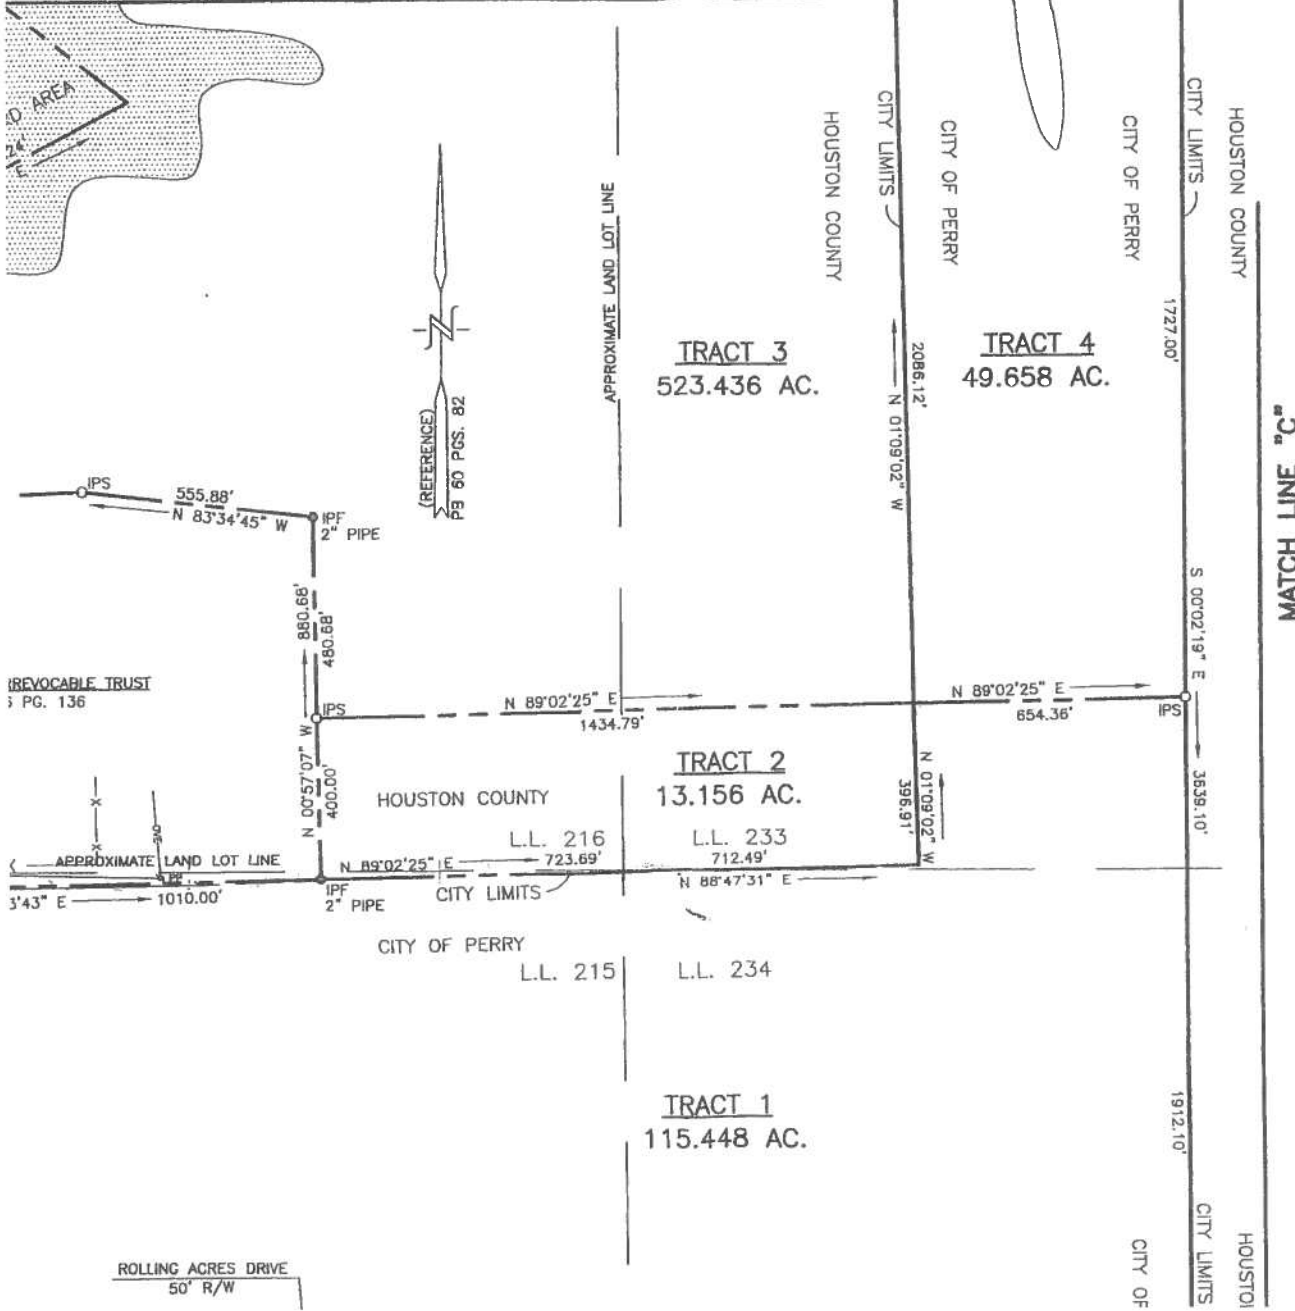 D AREA
24'
E
APPROXIMATE LAND LOT LINE
HOUSTON COUNTY
CITY LIMITS
CITY OF PERRY
CITY OF PERRY
CITY LIMITS
HOUSTON COUNTY
1727.00'
TRACT 3
523.436 AC.
TRACT 4
49.658 AC.
2086.12'
N 01°09'02" W
(REFERENCE)
PB 60 PGS. 82
MATCH LINE "C"
IPS
555.88'
N 83°34'45" W
IPF
2" PIPE
880.68'
480.68'
S 00°02'19" E
3639.10'
RREVOCABLE TRUST
PG. 136
IPS
N 89°02'25" E
1434.79'
N 89°02'25" E
654.36'
IPS
N 00°57'07" W
400.00'
TRACT 2
13.156 AC.
HOUSTON COUNTY
L.L. 216
L.L. 233
N 01°09'02" W
396.91'
X
X
APPROXIMATE LAND LOT LINE
PP
3'43" E
1010.00'
N 89°02'25" E
723.69'
712.49'
N 88°47'31" E
IPF
2" PIPE
CITY LIMITS
CITY OF PERRY
L.L. 215
L.L. 234
TRACT 1
115.448 AC.
1912.10'
CITY LIMITS
HOUSTO
CITY OF
ROLLING ACRES DRIVE
50' R/W